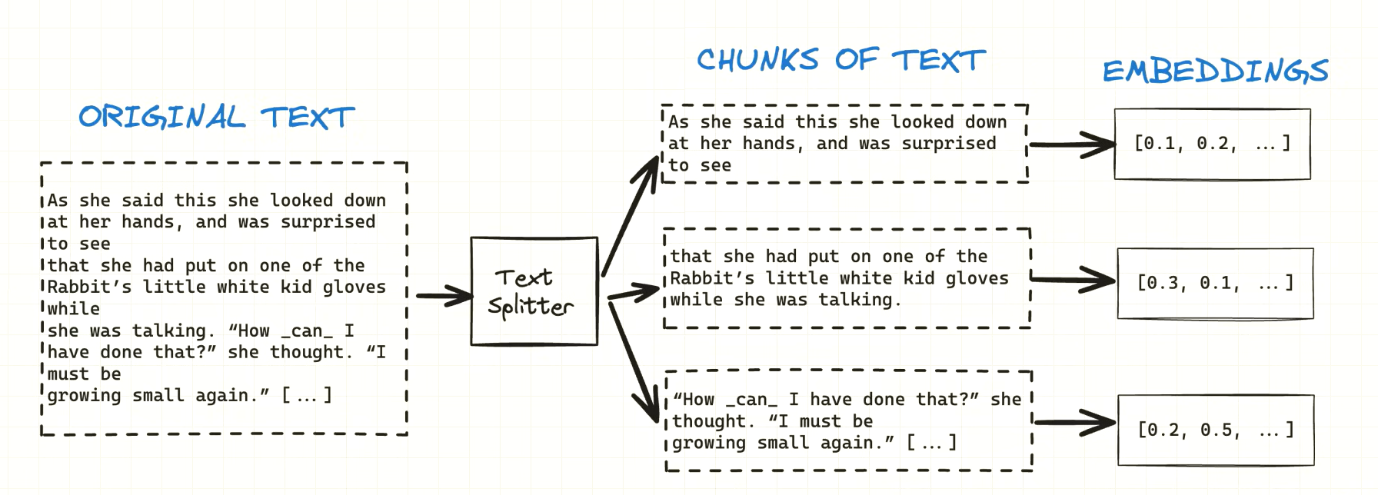 ORIGINAL TEXT
As she said this she looked down
at her hands, and was surprised
to see
that she had put on one of the
Rabbit’s little white kid gloves
while
she was talking. “How _can_ I
have done that?” she thought. “I
must be
growing small again.” [...]
Text
Splitter
CHUNKS OF TEXT
As she said this she looked down
at her hands, and was surprised
to see
that she had put on one of the
Rabbit’s little white kid gloves
while she was talking.
“How _can_ I have done that?” she
thought. “I must be
growing small again.” [...]
EMBEDDINGS
[0.1, 0.2, ...]
[0.3, 0.1, ...]
[0.2, 0.5, ...]